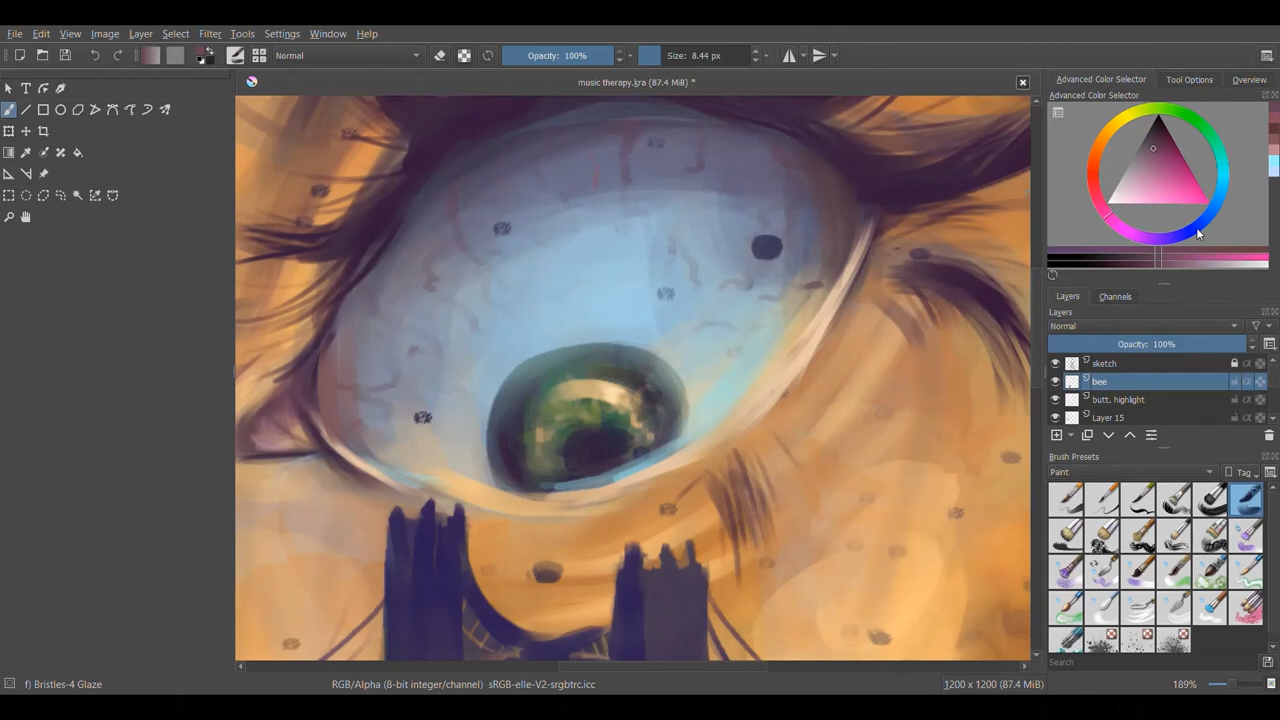 File Edit View Image Layer Select Filter Tools Settings Window Help
Normal Opacity: 100% Size: 8.44 px
music therapy.kra (87.4 MiB) *
Advanced Color Selector Tool Options Overview
Advanced Color Selector
Layers Channels
Layers
Normal
Opacity: 100%
sketch
bee
butt. highlight
Layer 15
Brush Presets
Paint Tag
Search
f) Bristles-4 Glaze RGB/Alpha (8-bit integer/channel) sRGB-elle-V2-srgbtrc.icc 1200 x 1200 (87.4 MiB) 189%